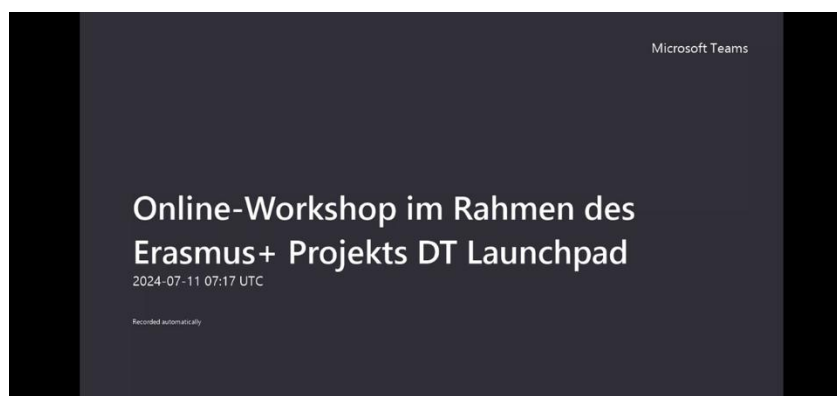 Microsoft Teams
Online-Workshop im Rahmen des
Erasmus+ Projekts DT Launchpad
2024-07-11 07:17 UTC
Recorded automatically